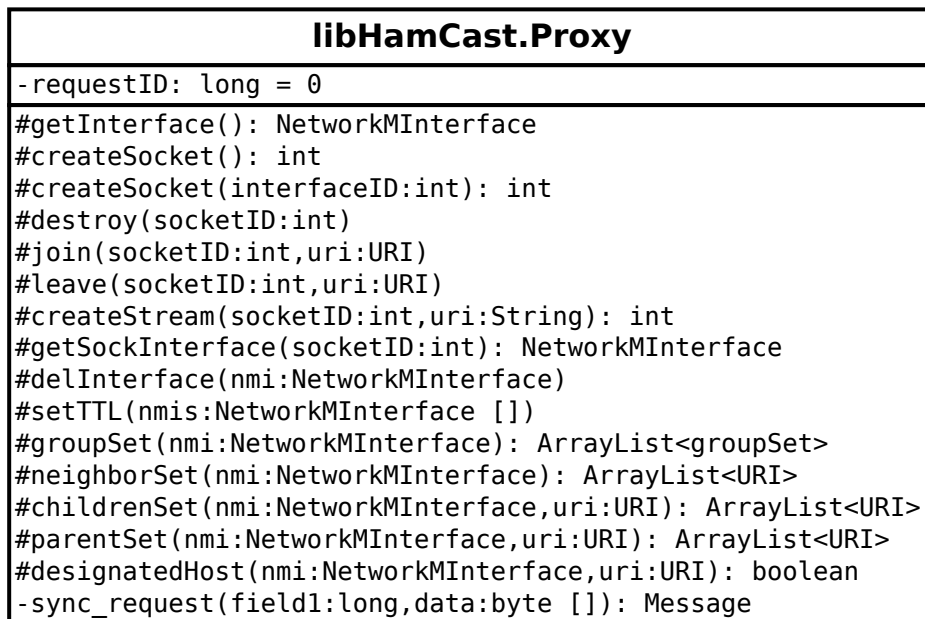 libHamCast.Proxy
-requestID: long = 0
#getInterface(): NetworkMInterface
#createSocket(): int
#createSocket(interfaceID:int): int
#destroy(socketID:int)
#join(socketID:int,uri:URI)
#leave(socketID:int,uri:URI)
#createStream(socketID:int,uri:String): int
#getSockInterface(socketID:int): NetworkMInterface
#delInterface(nmi:NetworkMInterface)
#setTTL(nmis:NetworkMInterface [])
#groupSet(nmi:NetworkMInterface): ArrayList<groupSet>
#neighborSet(nmi:NetworkMInterface): ArrayList<URI>
#childrenSet(nmi:NetworkMInterface,uri:URI): ArrayList<URI>
#parentSet(nmi:NetworkMInterface,uri:URI): ArrayList<URI>
#designatedHost(nmi:NetworkMInterface,uri:URI): boolean
-sync_request(field1:long,data:byte []): Message